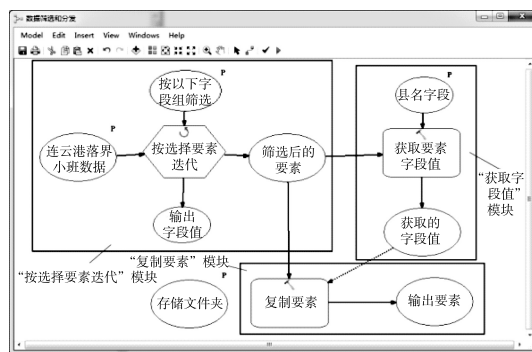 数据筛选和分发
Model Edit Insert View Windows Help
P
按以下字
段组筛选
P
连云港落界
小班数据
按选择要素
迭代
筛选后的
要素
输出
字段值
P
县名字段
获取要素
字段值
获取的
字段值
“获取字
段值”
模块
“复制要素”模块
“按选择要素迭代”模块
P
存储文件夹
复制要素
输出要素